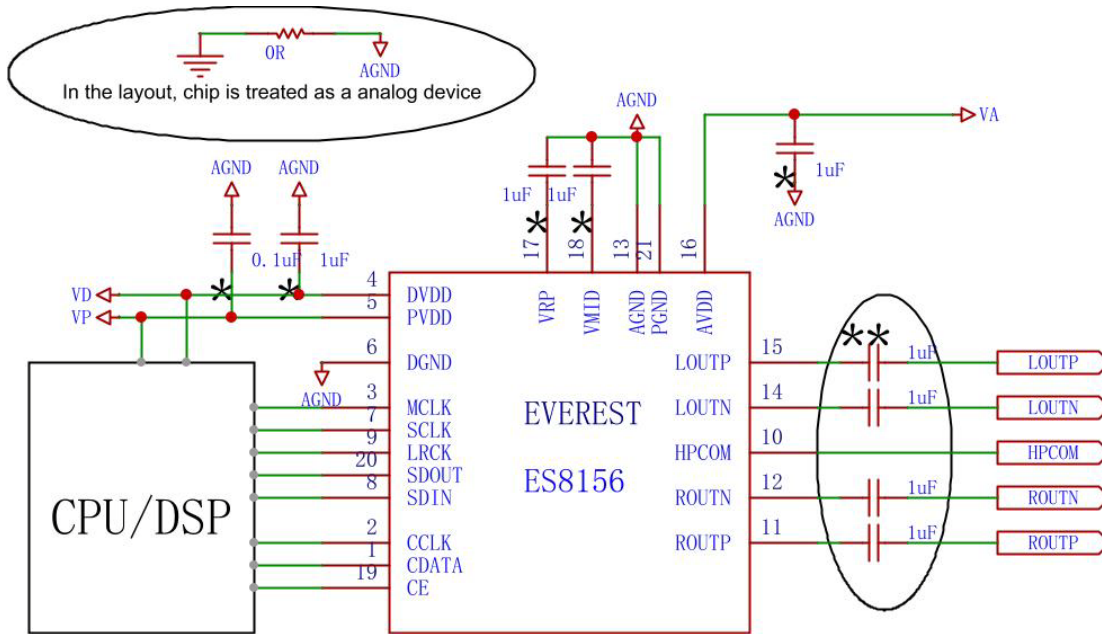 0R
AGND
In the layout, chip is treated as a analog device
AGND
VA
1uF
AGND
AGND AGND
1uF 1uF
* * *
0.1uF 1uF
* *
17 18 13 21 16
VD 4 DVDD
VP 5 PVDD
VRP VMID AGND PGND AVDD
6 DGND
AGND
3 MCLK
7 SCLK
9 LRCK
20 SDOUT
8 SDIN
2 CCLK
1 CDATA
19 CE
CPU/DSP
EVEREST
ES8156
**
LOUTP 15 1uF LOUTP
LOUTN 14 1uF LOUTN
HPCOM 10 HPCOM
ROUTN 12 1uF ROUTN
ROUTP 11 1uF ROUTP